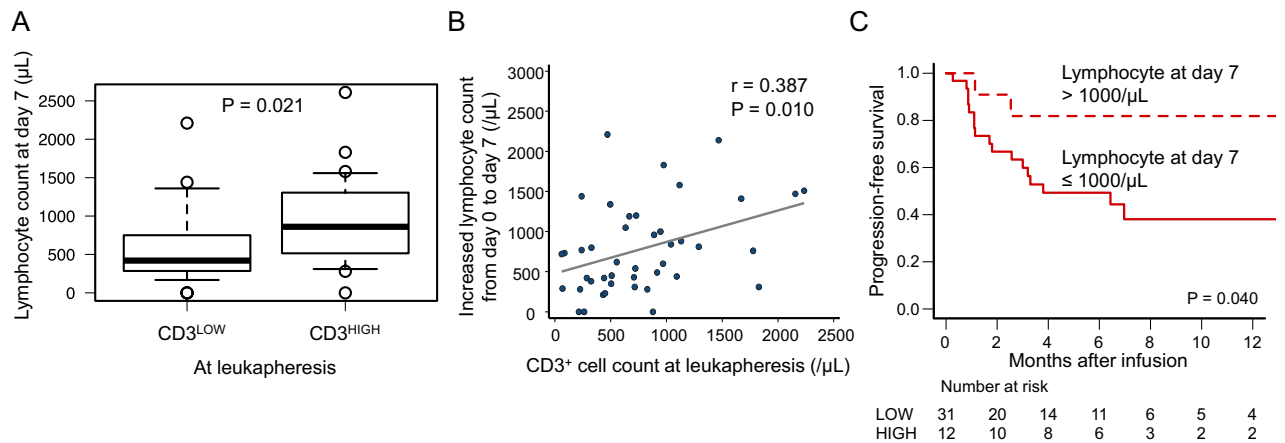 A
Lymphocyte count at day 7 (µL)
2500
2000
1500
1000
500
0
P = 0.021
CD3LOW CD3HIGH
At leukapheresis
B
Increased lymphocyte count
from day 0 to day 7 (/µL)
3000
2500
2000
1500
1000
500
0
r = 0.387
P = 0.010
0 500 1000 1500 2000 2500
CD3+ cell count at leukapheresis (/µL)
C
Progression-free survival
1.0
0.8
0.6
0.4
0.2
0.0
Lymphocyte at day 7
> 1000/µL
Lymphocyte at day 7
≤ 1000/µL
P = 0.040
0 2 4 6 8 10 12
Months after infusion
Number at risk
LOW 31 20 14 11 6 5 4
HIGH 12 10 8 6 3 2 2